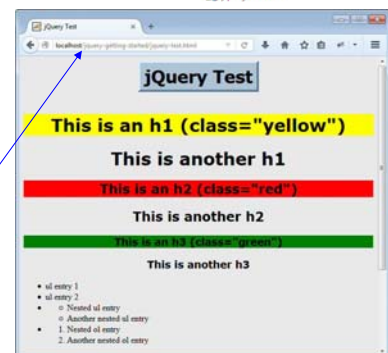 jQuery Test
localhost/jquery-getting-started/jquery-test.html
jQuery Test
This is an h1 (class="yellow")
This is another h1
This is an h2 (class="red")
This is another h2
This is an h3 (class="green")
This is another h3
ul entry 1
ul entry 2
Nested ul entry
Another nested ul entry
1. Nested ol entry
2. Another nested ol entry